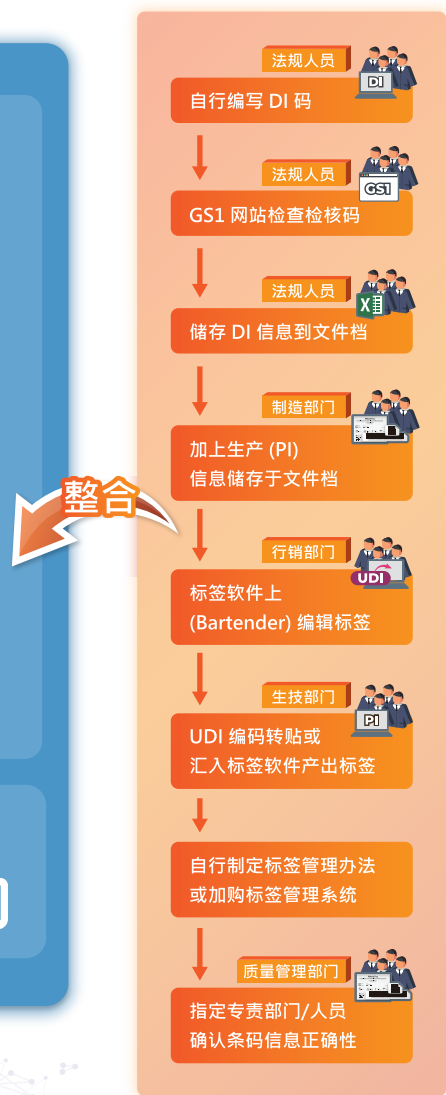 法规人员
DI
自行编写 DI 码
法规人员
GS1
GS1 网站检查检核码
法规人员
X
储存 DI 信息到文件档
制造部门
加上生产 (PI)
信息储存于文件档
整合
行销部门
UDI
标签软件上
(Bartender) 编辑标签
生技部门
PI
UDI 编码转贴或
汇入标签软件产出标签
自行制定标签管理办法
或加购标签管理系统
质量管理部门
指定专责部门/人员
确认条码信息正确性